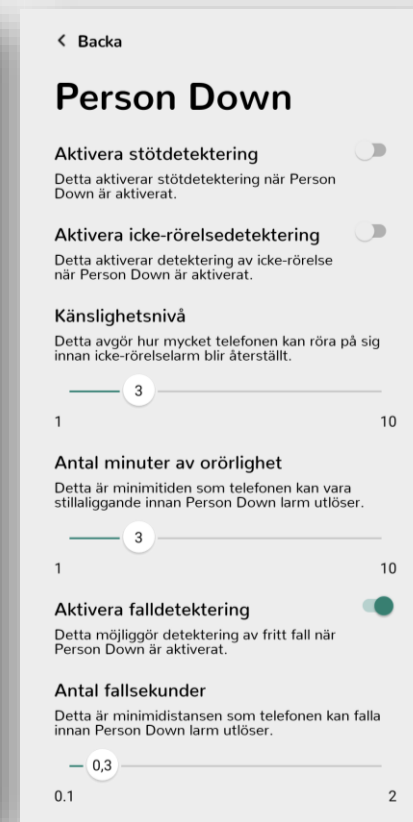 Backa
Person Down
Aktivera stötdetektering
Detta aktiverar stötdetektering när Person
Down är aktiverat.
Aktivera icke-rörelsedetektering
Detta aktiverar detektering av icke-rörelse
när Person Down är aktiverat.
Känslighetsnivå
Detta avgör hur mycket telefonen kan röra på sig
innan icke-rörelselarm blir återställt.
3
1 10
Antal minuter av orörlighet
Detta är minimitiden som telefonen kan vara
stillaliggande innan Person Down larm utlöser.
3
1 10
Aktivera falldetektering
Detta möjliggör detektering av fritt fall när
Person Down är aktiverat.
Antal fallsekunder
Detta är minimidistansen som telefonen kan falla
innan Person Down larm utlöser.
0,3
0.1 2